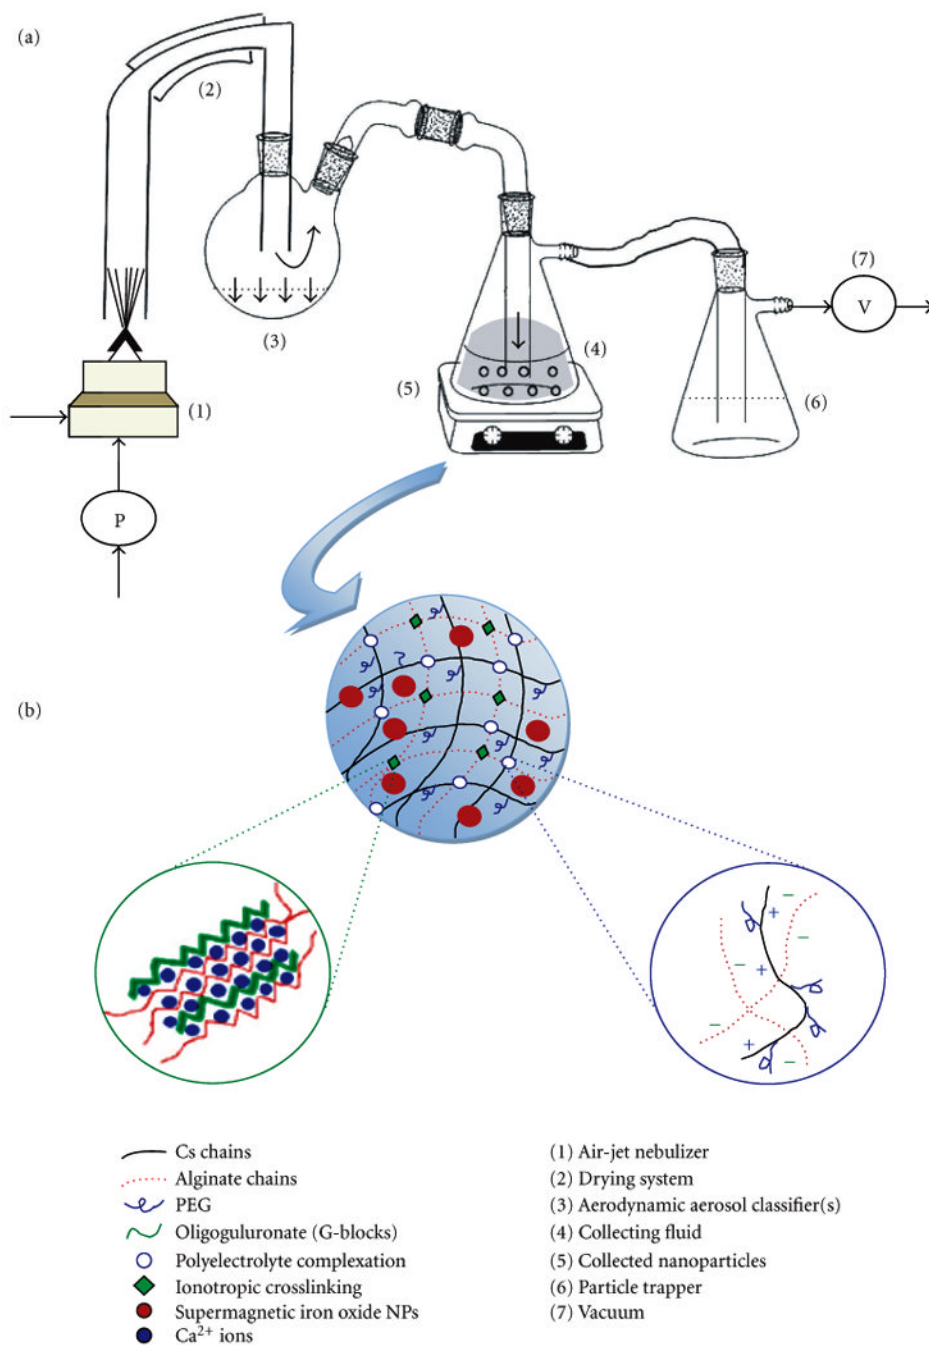 (a)
(2)
(7)
V
(3)
(4)
(5)
(1)
(6)
P
(b)
+
−
−
−
+
−
+
−
Cs chains
Alginate chains
PEG
Oligoguluronate (G-blocks)
Polyelectrolyte complexation
Ionotropic crosslinking
Supermagnetic iron oxide NPs
Ca²⁺ ions
(1) Air-jet nebulizer
(2) Drying system
(3) Aerodynamic aerosol classifier(s)
(4) Collecting fluid
(5) Collected nanoparticles
(6) Particle trapper
(7) Vacuum